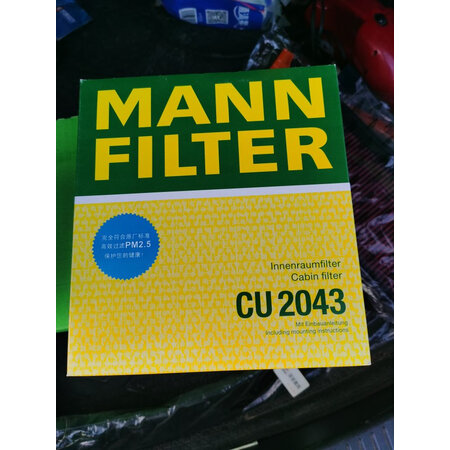 MANN
FILTER
完全符合原厂标准
高效过滤PM2.5
保护您的健康!
Innenraumfilter
Cabin filter
CU 2043
Mit Einbauanleitung
Including mounting instructions